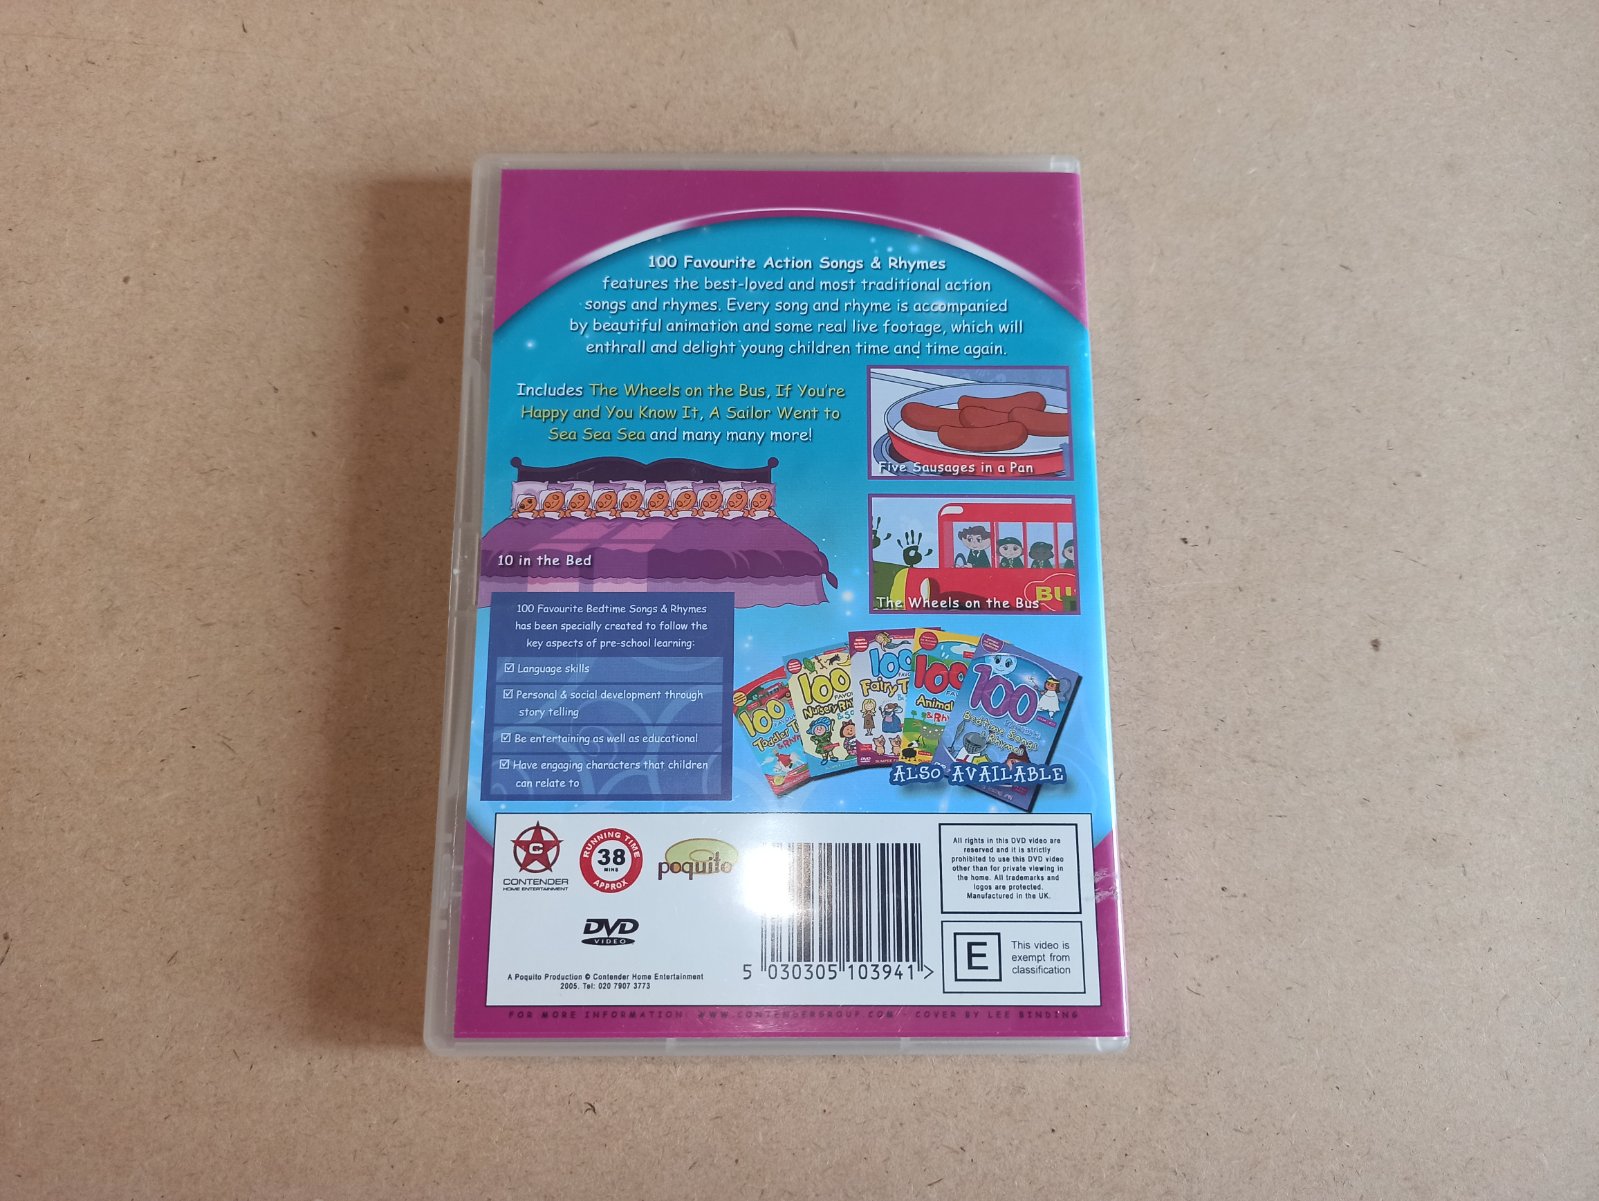 100 Favourite Action Songs & Rhymes
features the best-loved and most traditional action
songs and rhymes. Every song and rhyme is accompanied
by beautiful animation and some real live footage, which will
enthrall and delight young children time and time again.
Includes The Wheels on the Bus, If You're
Happy and You Know It, A Sailor Went to
Sea Sea Sea and many many more!
Five Sausages in a Pan
10 in the Bed
The Wheels on the Bus
100 Favourite Bedtime Songs & Rhymes
has been specially created to follow the
key aspects of pre-school learning:
☑ Language skills
☑ Personal & social development through
story telling
☑ Be entertaining as well as educational
☑ Have engaging characters that children
can relate to
100
100
100
100
100
Bedtime Songs
ALSO AVAILABLE
C
CONTENDER
HOME ENTERTAINMENT
RUNNING TIME
38
MINS
APPROX
poquito
DVD
VIDEO
A Poquito Production © Contender Home Entertainment
2005. Tel: 020 7907 3773
5 030305 103941 >
All rights in this DVD video are
reserved and it is strictly
prohibited to use this DVD video
other than for private viewing in
the home. All trademarks and
logos are protected.
Manufactured in the UK.
E
This video is
exempt from
classification
FOR MORE INFORMATION: WWW.CONTENDERGROUP.COM - COVER BY LEE BINDING